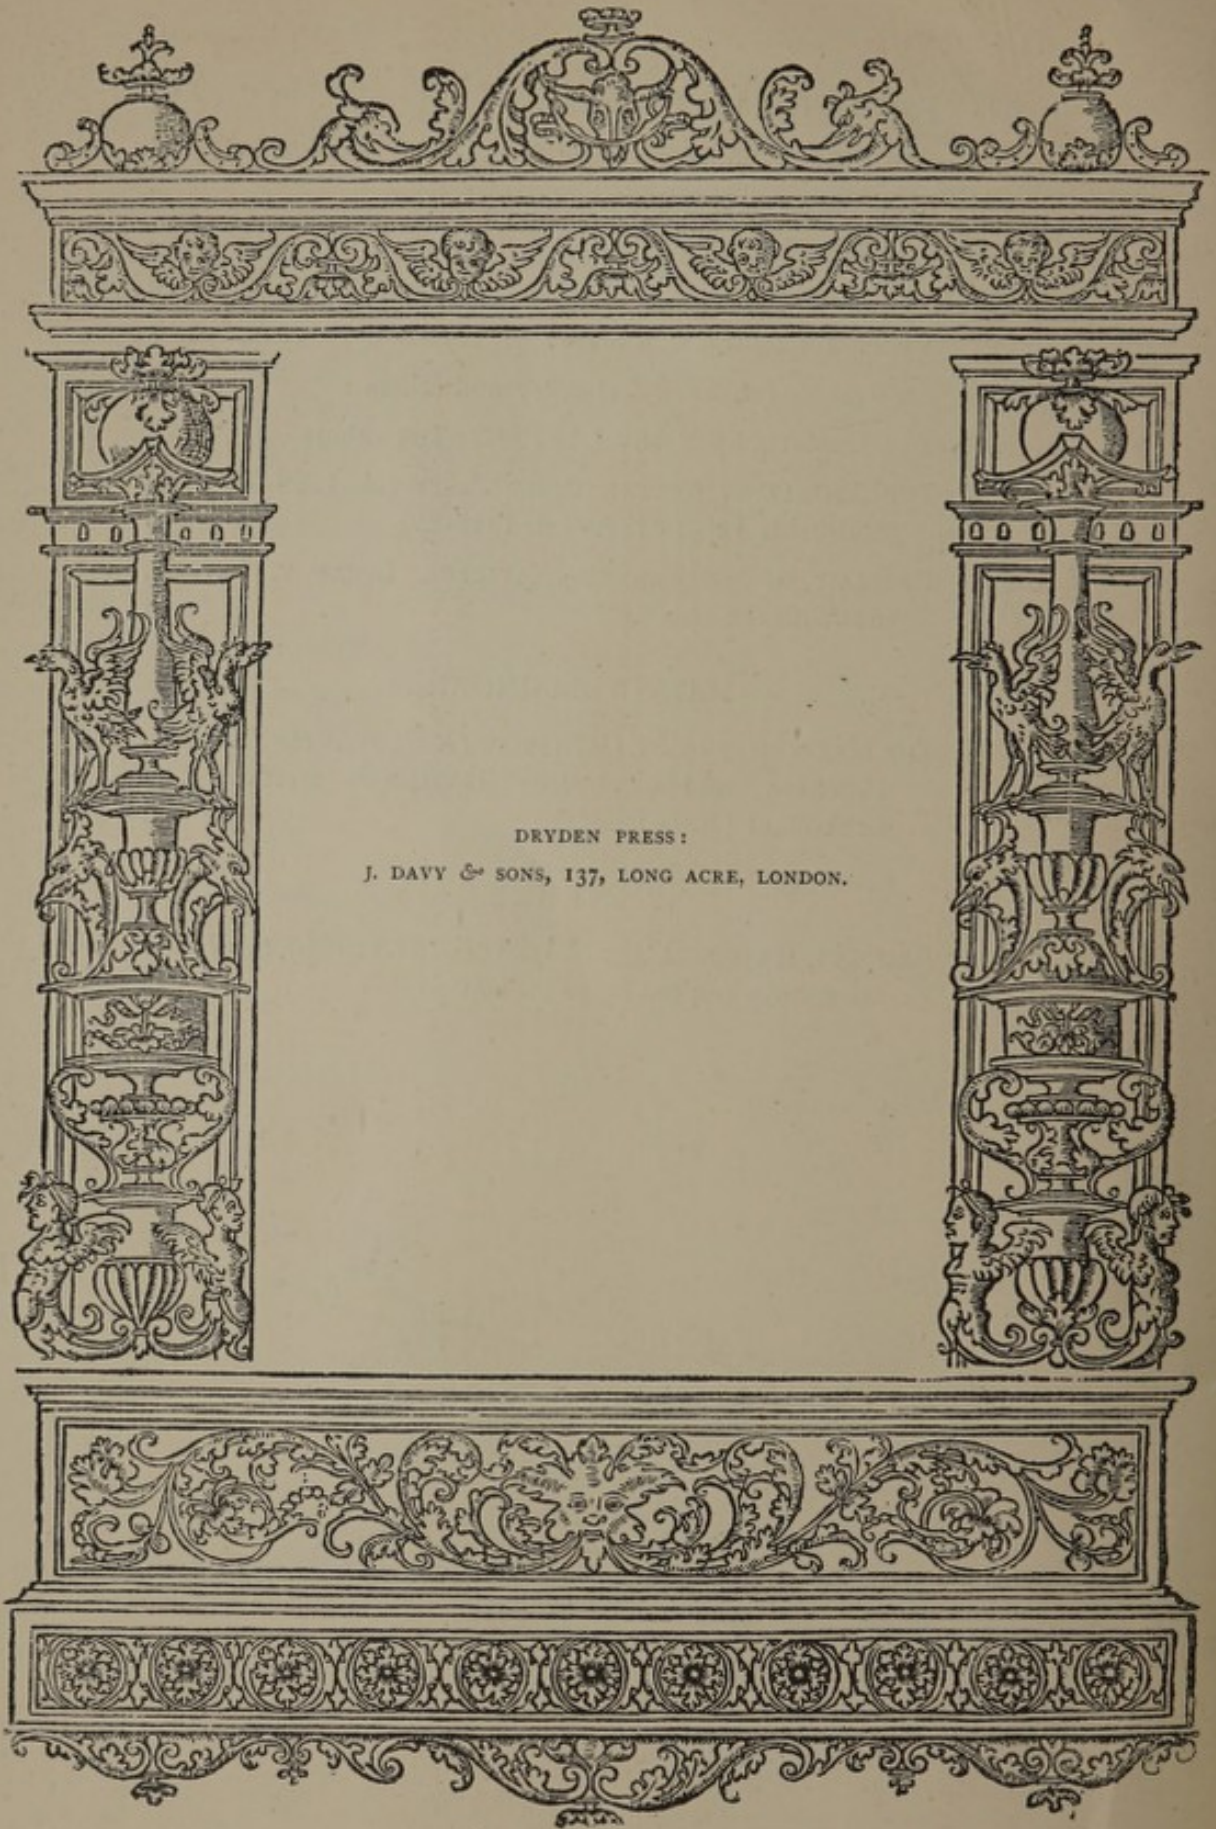 DRYDEN PRESS:
J. DAVY & SONS, 137, LONG ACRE, LONDON.